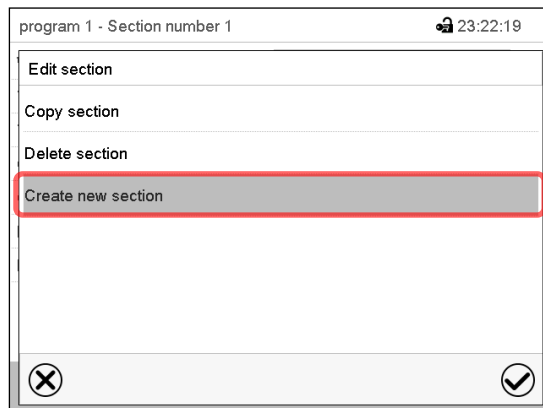 program 1 - Section number 1 23:22:19
Edit section
Copy section
Delete section
Create new section